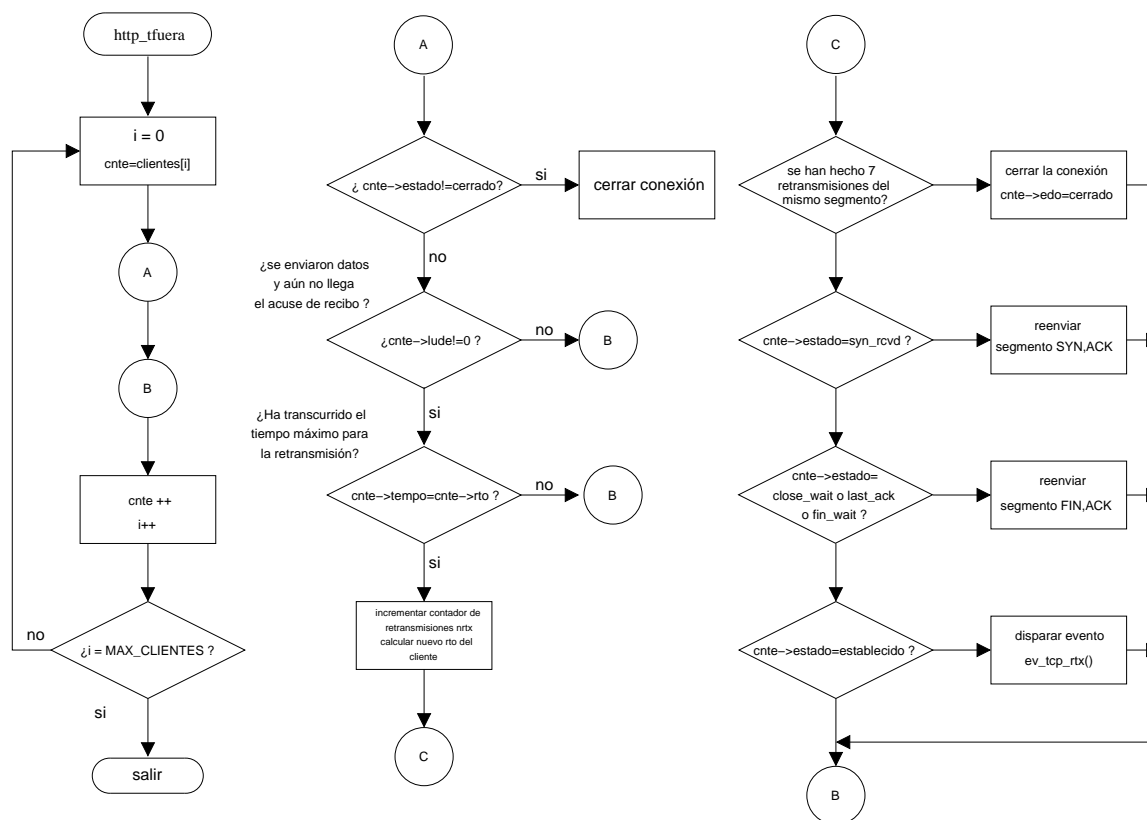 http_tfuera
i = 0
cnte=clientes[i]
A
B
cnte ++
i++
¿i = MAX_CLIENTES ?
no
si
salir
A
¿ cnte−>estado!=cerrado?
si
cerrar conexión
no
¿se enviaron datos
y aún no llega
el acuse de recibo ?
¿cnte−>lude!=0 ?
no
B
si
¿Ha transcurrido el
tiempo máximo para
la retransmisión?
cnte−>tempo=cnte−>rto ?
no
B
si
incrementar contador de
retransmisiones nrtx
calcular nuevo rto del
cliente
C
C
se han hecho 7
retransmisiones del
mismo segmento?
cerrar la conexión
cnte−>edo=cerrado
cnte−>estado=syn_rcvd ?
reenviar
segmento SYN,ACK
cnte−>estado=
close_wait o last_ack
o fin_wait ?
reenviar
segmento FIN,ACK
cnte−>estado=establecido ?
disparar evento
ev_tcp_rtx()
B